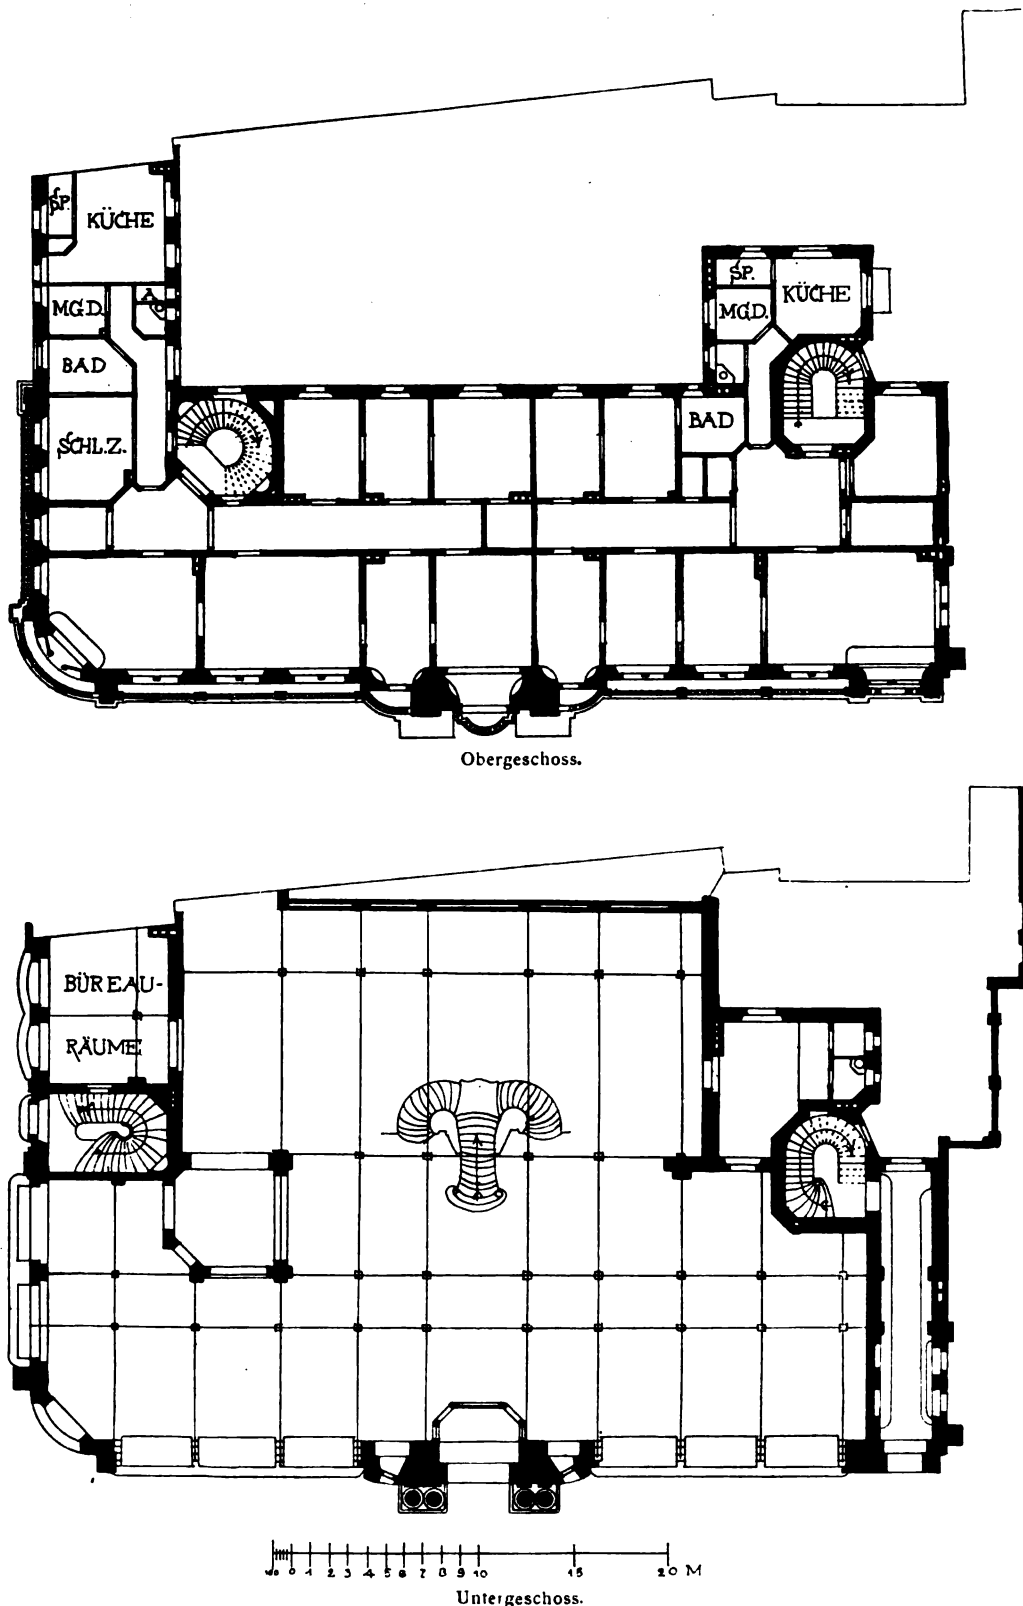 SP.
KÜCHE
MGD.
A
BAD
SCHL.Z.
SP.
KÜCHE
MGD.
BAD
Obergeschoss.
BÜREAU-
RÄUME
0 1 2 3 4 5 6 7 8 9 10 15 20 M
Untergeschoss.